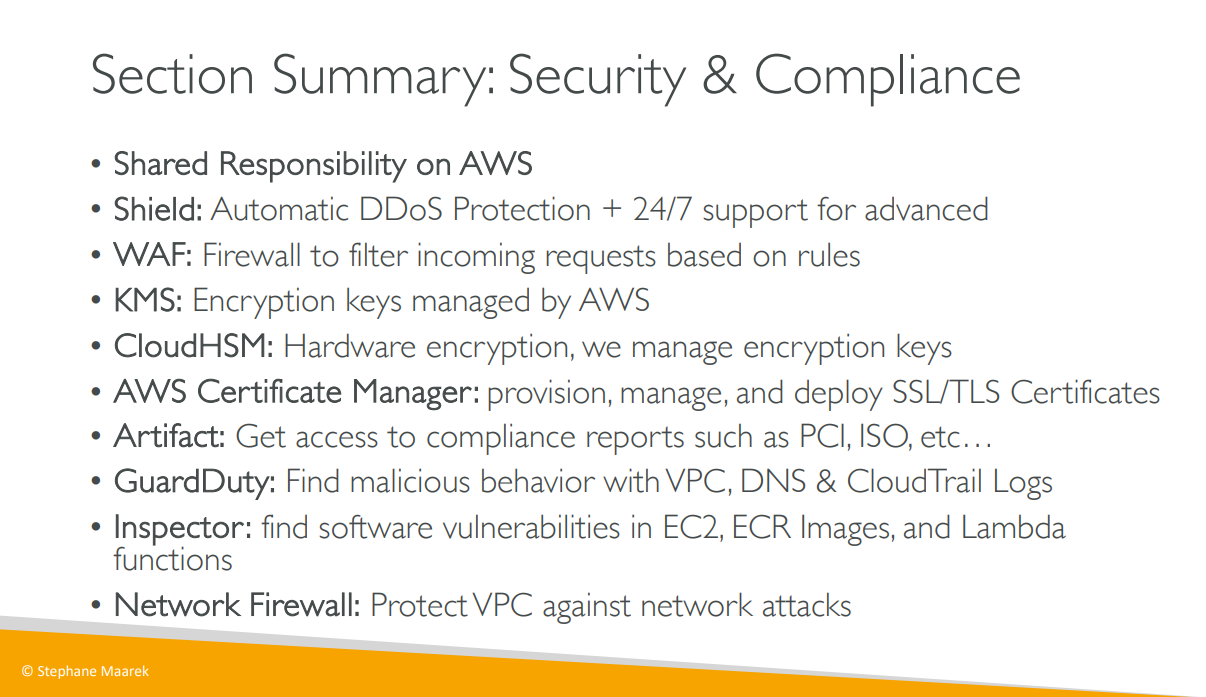 Section Summary: Security & Compliance
• Shared Responsibility on AWS
• Shield: Automatic DDoS Protection + 24/7 support for advanced
• WAF: Firewall to filter incoming requests based on rules
• KMS: Encryption keys managed by AWS
• CloudHSM: Hardware encryption, we manage encryption keys
• AWS Certificate Manager: provision, manage, and deploy SSL/TLS Certificates
• Artifact: Get access to compliance reports such as PCI, ISO, etc…
• GuardDuty: Find malicious behavior with VPC, DNS & CloudTrail Logs
• Inspector: find software vulnerabilities in EC2, ECR Images, and Lambda
functions
• Network Firewall: Protect VPC against network attacks
© Stephane Maarek